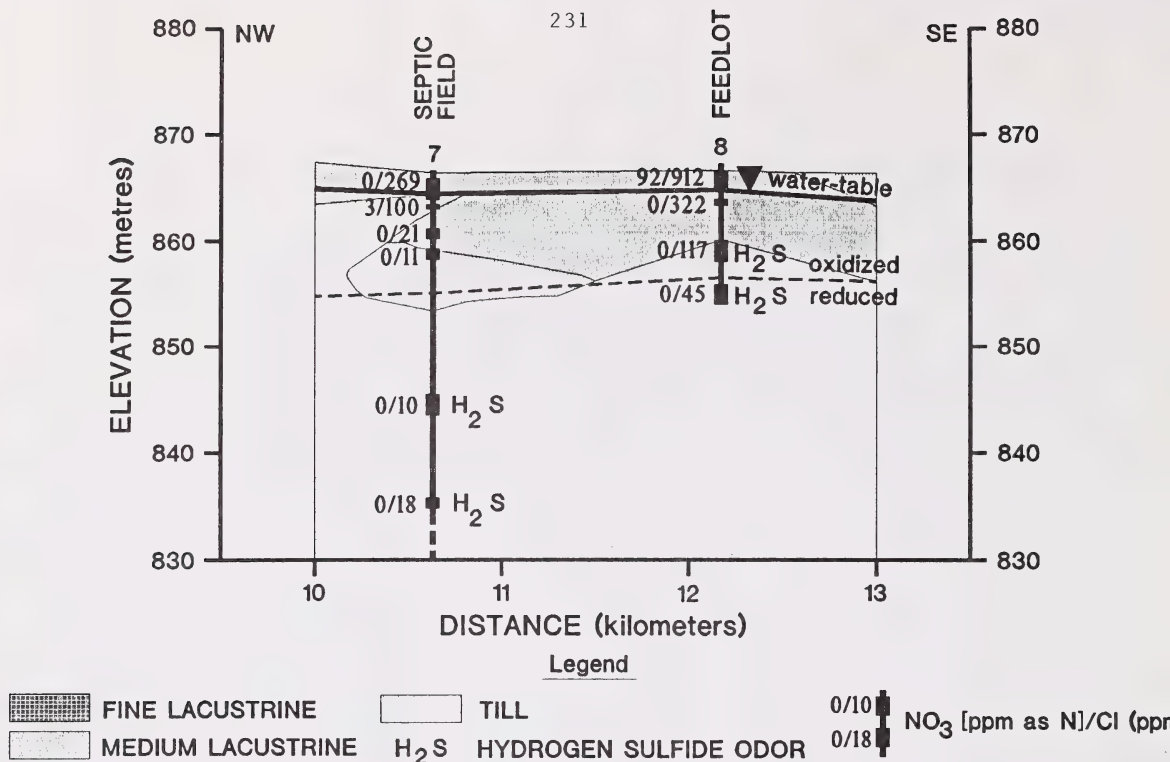 231
880 NW SE 880
SEPTIC
FIELD
FEEDLOT
870 870
7 8
0/269 92/912 water-table
3/100 0/322
0/21
860 0/11 0/117 H2S oxidized 860
0/45 H2S reduced
850 850
0/10 H2S
840 840
0/18 H2S
830 830
ELEVATION (metres)
10 11 12 13
DISTANCE (kilometers)
Legend
FINE LACUSTRINE TILL 0/10
MEDIUM LACUSTRINE H2S HYDROGEN SULFIDE ODOR 0/18
NO3 [ppm as N]/Cl (ppm